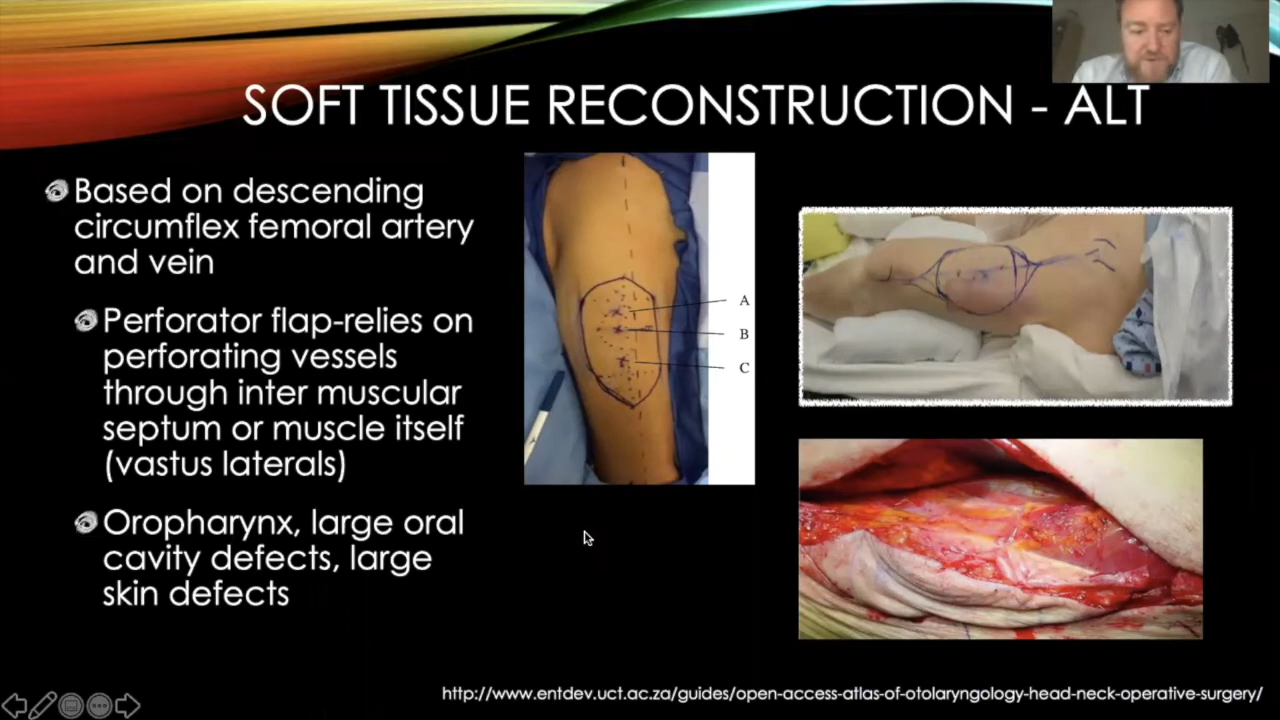 SOFT TISSUE RECONSTRUCTION - ALT
Based on descending
circumflex femoral artery
and vein
Perforator flap-relies on
perforating vessels
through inter muscular
septum or muscle itself
(vastus laterals)
Oropharynx, large oral
cavity defects, large
skin defects
A
B
C
http://www.entdev.uct.ac.za/guides/open-access-atlas-of-otolaryngology-head-neck-operative-surgery/